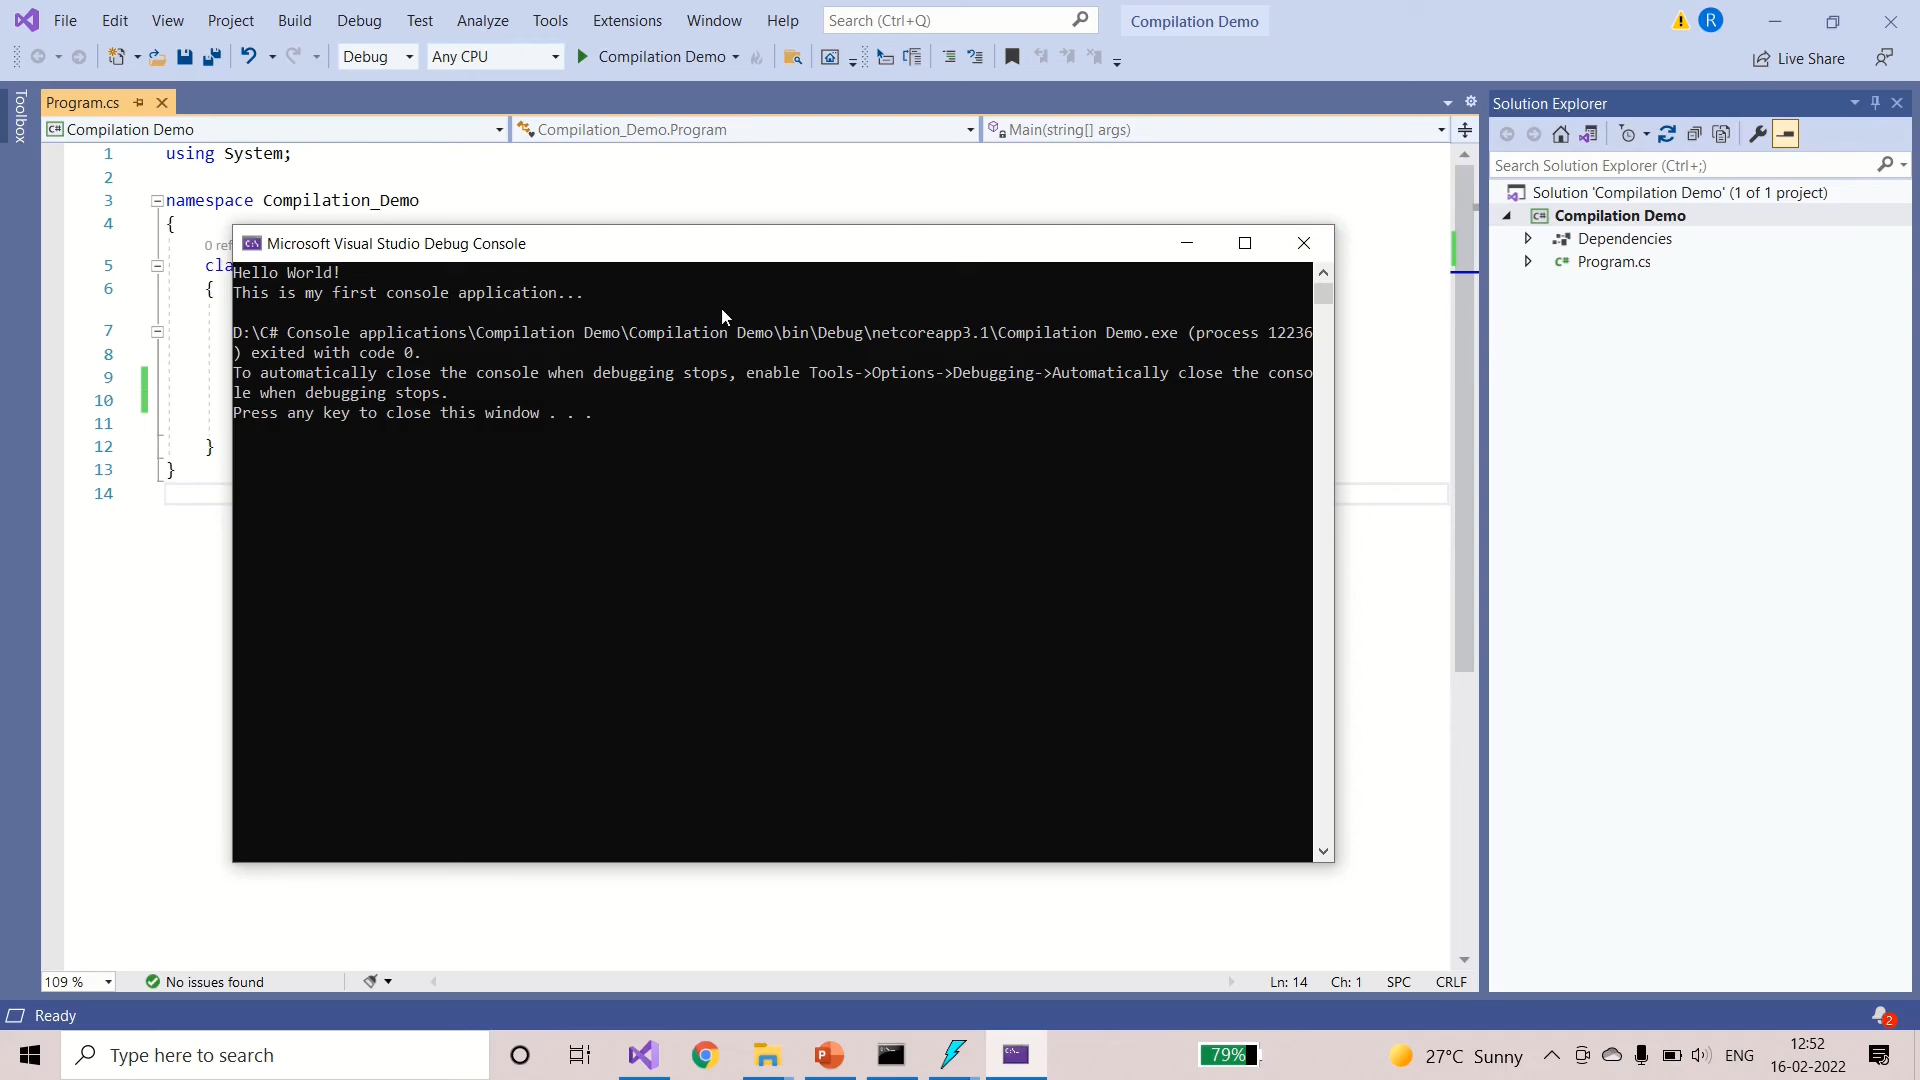 File Edit View Project Build Debug Test Analyze Tools Extensions Window Help Search (Ctrl+Q) Compilation Demo R
Debug Any CPU Compilation Demo Live Share
Toolbox
Program.cs
Compilation Demo Compilation_Demo.Program Main(string[] args)
1 using System;
2
3 namespace Compilation_Demo
4 {
0 ref
5 cla
6 {
7
8
9
10
11
12 }
13 }
14
Microsoft Visual Studio Debug Console
Hello World!
This is my first console application...
D:\C# Console applications\Compilation Demo\Compilation Demo\bin\Debug\netcoreapp3.1\Compilation Demo.exe (process 12236
) exited with code 0.
To automatically close the console when debugging stops, enable Tools->Options->Debugging->Automatically close the conso
le when debugging stops.
Press any key to close this window . . .
Solution Explorer
Search Solution Explorer (Ctrl+;)
Solution 'Compilation Demo' (1 of 1 project)
C# Compilation Demo
Dependencies
C# Program.cs
109 % No issues found Ln: 14 Ch: 1 SPC CRLF
Ready 2
Type here to search 79% 27°C Sunny ENG 12:52
16-02-2022